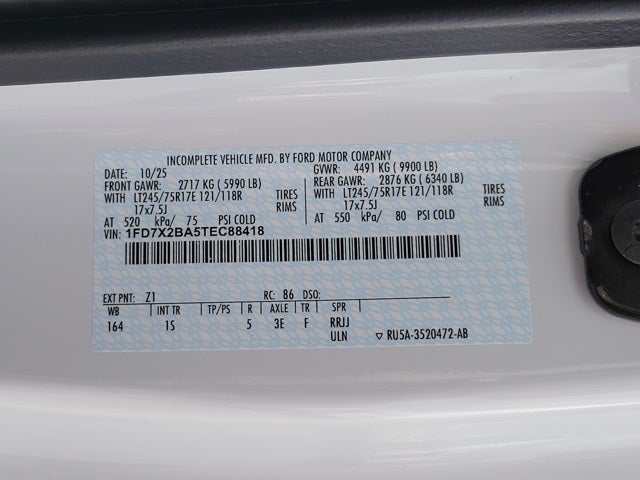 INCOMPLETE VEHICLE MFD. BY FORD MOTOR COMPANY
DATE: 10/25 GVWR: 4491 KG ( 9900 LB)
FRONT GAWR: 2717 KG ( 5990 LB) REAR GAWR: 2876 KG ( 6340 LB)
WITH LT245/75R17E 121/118R TIRES WITH LT245/75R17E 121/118R TIRES
17x7.5J RIMS 17x7.5J RIMS
AT 520 kPa/ 75 PSI COLD AT 550 kPa/ 80 PSI COLD
VIN: 1FD7X2BA5TEC88418
EXT PNT: Z1 RC: 86 DSO:
WB INT TR TP/PS R AXLE TR SPR
164 1S 5 3E F RRJJ
ULN ▽ RU5A-3520472-AB